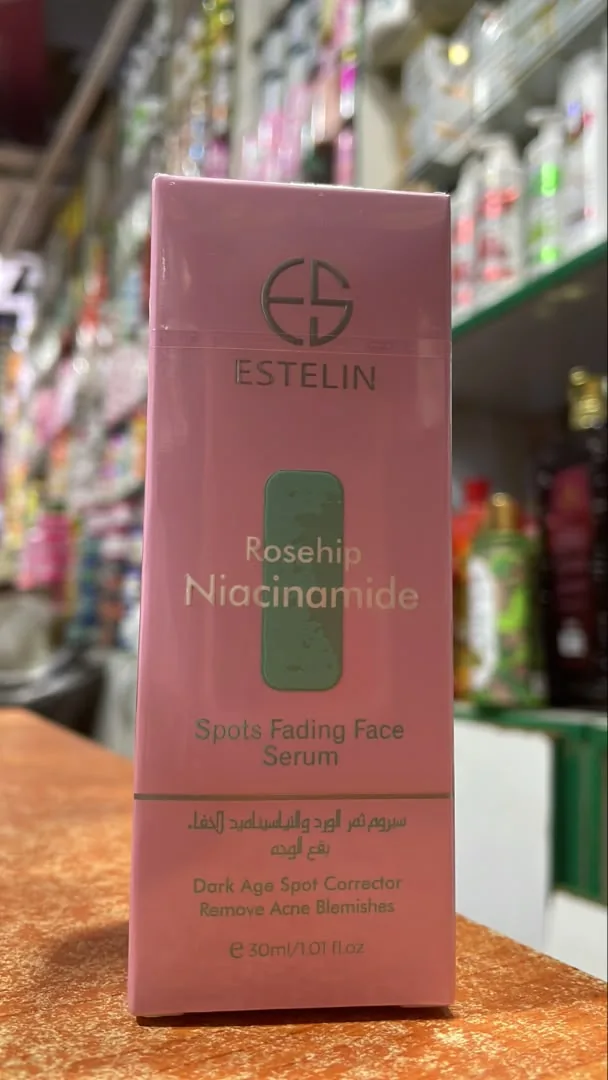 ES
ESTELIN
Rosehip
Niacinamide
Spots Fading Face
Serum
سيروم ثمر الورد والنياسيناميد لإخفاء
بقع الوجه
Dark Age Spot Corrector
Remove Acne Blemishes
e 30ml/1.01 fl.oz